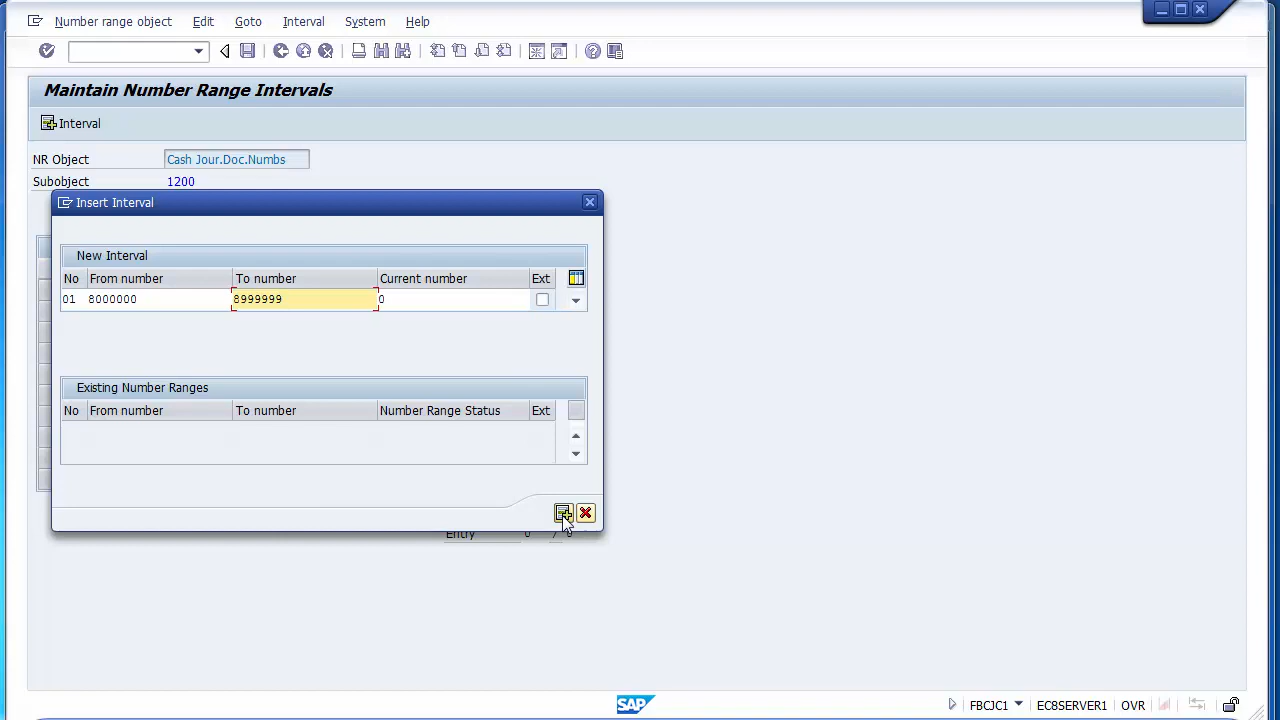 Number range object Edit Goto Interval System Help
Maintain Number Range Intervals
Interval
NR Object Cash Jour.Doc.Numbs
Subobject 1200
Insert Interval
New Interval
No From number To number Current number Ext
01 8000000 8999999 0
Existing Number Ranges
No From number To number Number Range Status Ext
Entry 0 / 0
SAP FBCJC1 EC8SERVER1 OVR